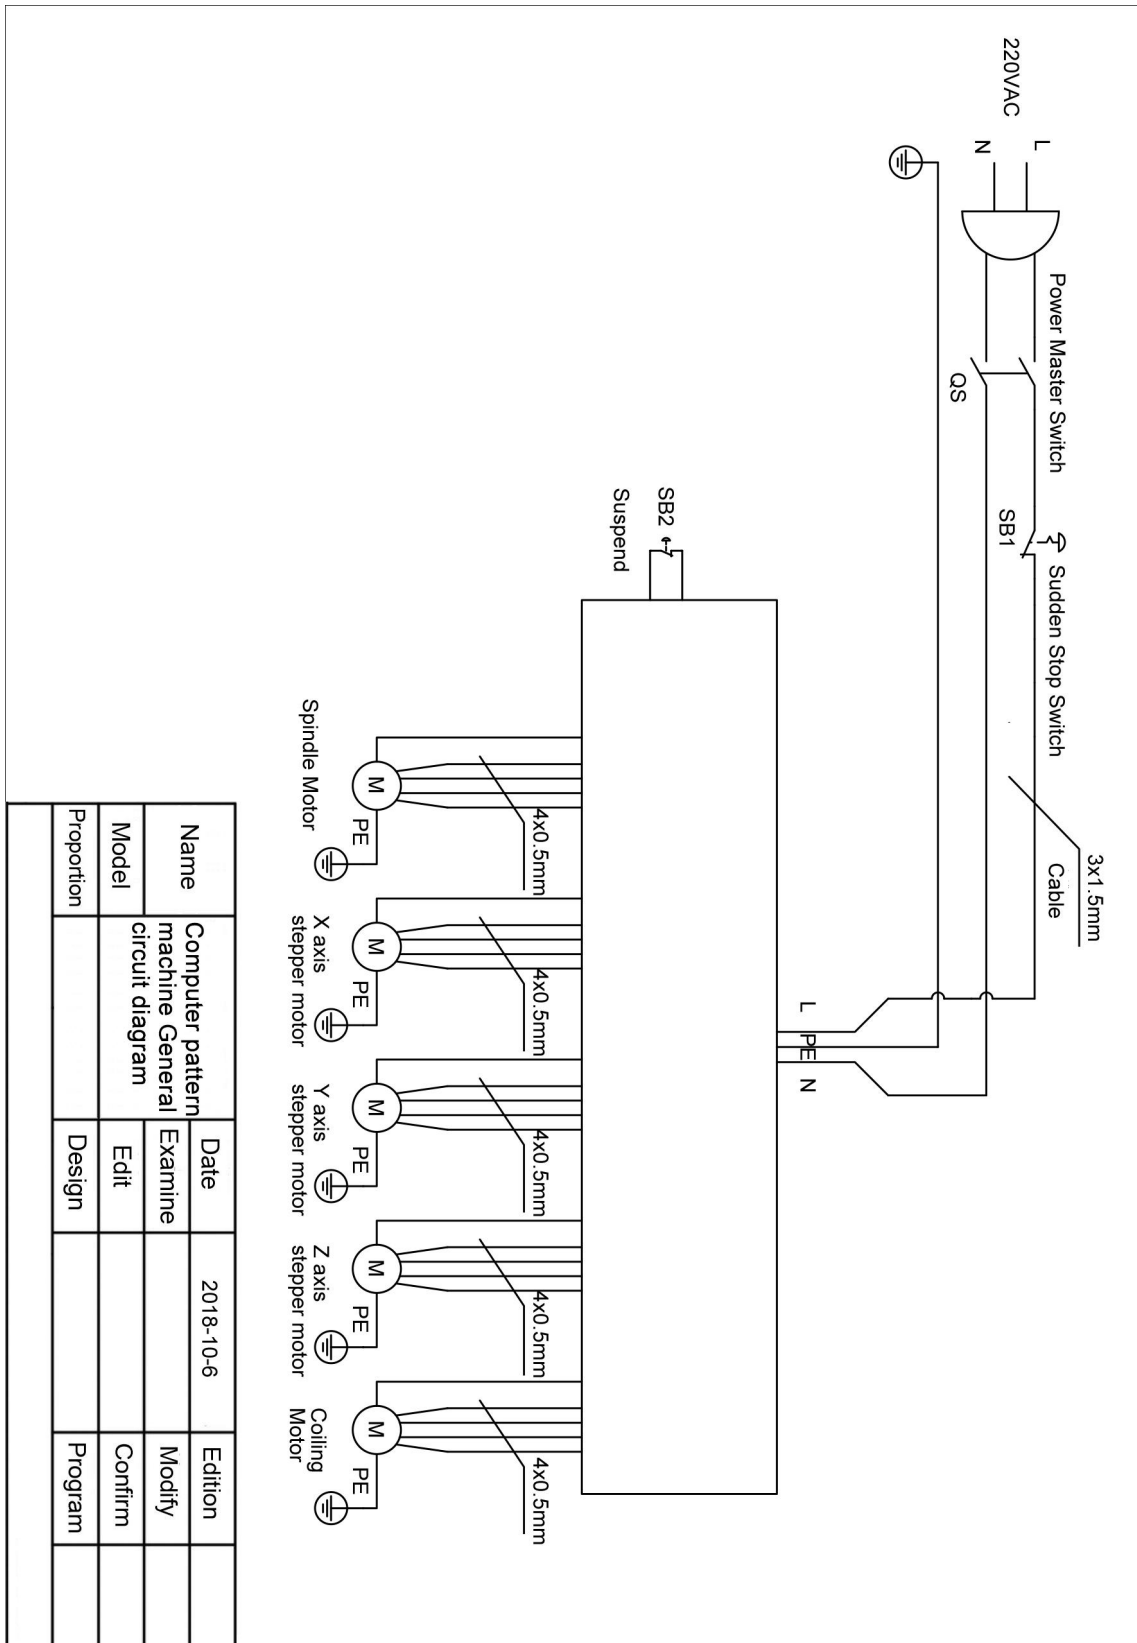 220VAC
L
N
Power Master Switch
QS
SB1
Sudden Stop Switch
3x1.5mm
Cable
SB2
Suspend
L
PE
N
4x0.5mm
4x0.5mm
4x0.5mm
4x0.5mm
4x0.5mm
M
M
M
M
M
PE
PE
PE
PE
PE
Spindle Motor
X axis
stepper motor
Y axis
stepper motor
Z axis
stepper motor
Coiling
Motor
Name
Computer pattern
machine General
circuit diagram
Date
2018-10-6
Edition
Examine
Modify
Model
Edit
Confirm
Proportion
Design
Program